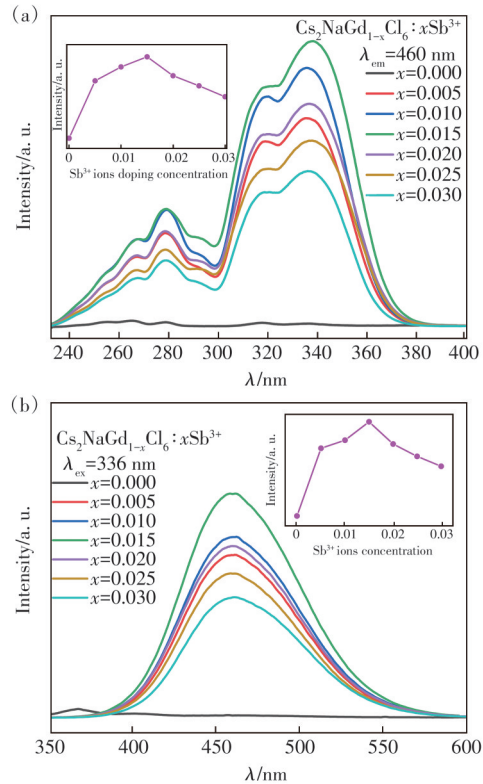 (a)
Cs₂NaGd₁₋ₓCl₆：xSb³⁺
λem=460 nm
x=0.000
x=0.005
x=0.010
x=0.015
x=0.020
x=0.025
x=0.030
Intensity/a. u.
0 0.01 0.02 0.03
Sb³⁺ ions doping concentration
Intensity/a. u.
240 260 280 300 320 340 360 380 400
λ/nm
(b)
Cs₂NaGd₁₋ₓCl₆：xSb³⁺
λex=336 nm
x=0.000
x=0.005
x=0.010
x=0.015
x=0.020
x=0.025
x=0.030
Intensity/a. u.
0 0.01 0.02 0.03
Sb³⁺ ions concentration
Intensity/a. u.
350 400 450 500 550 600
λ/nm